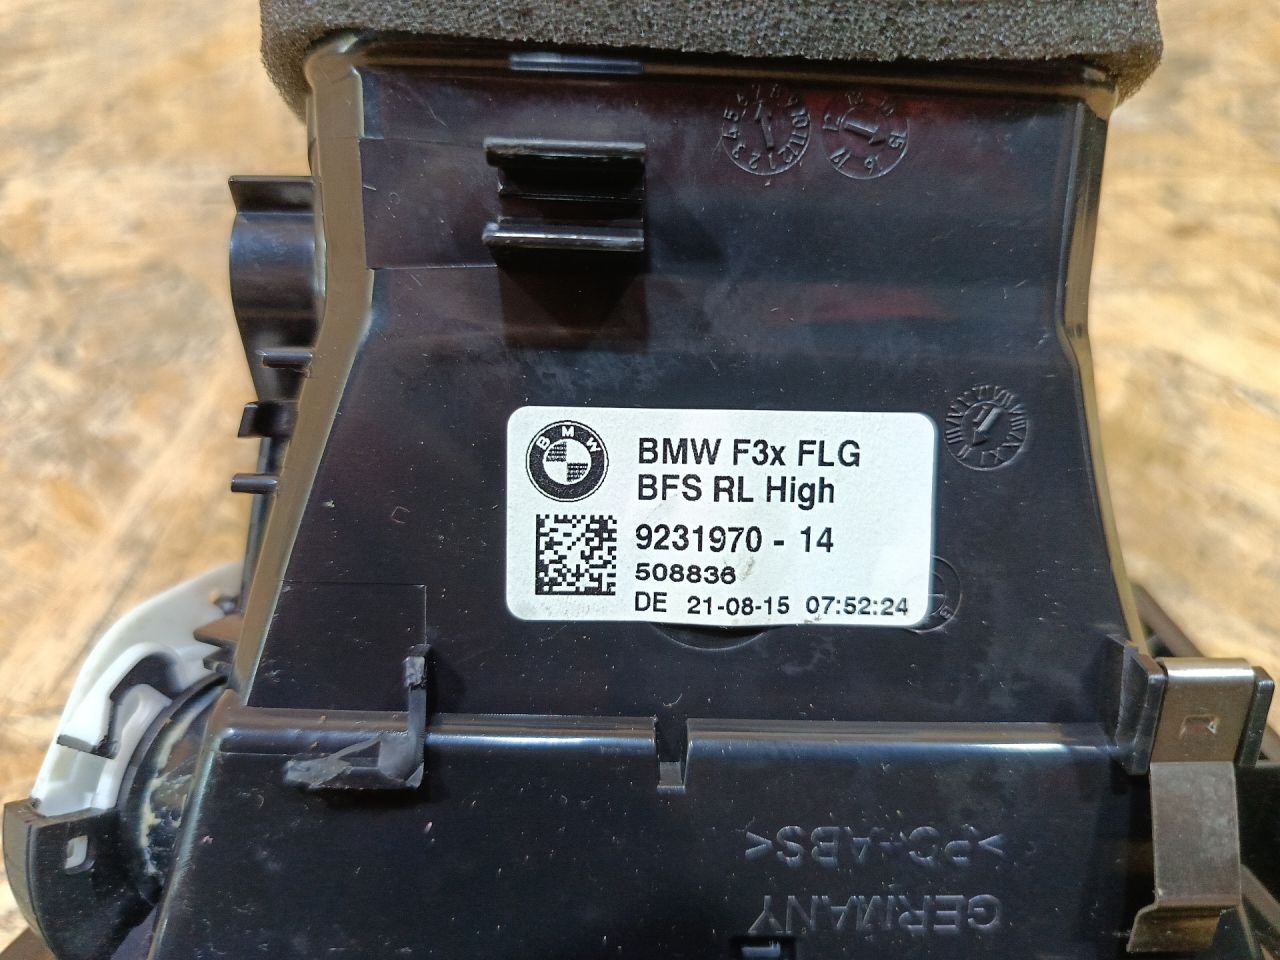 BMW
BMW F3x FLG
BFS RL High
9231970 - 14
508836
DE 21-08-15 07:52:24
>PC-ABS<
GERMANY